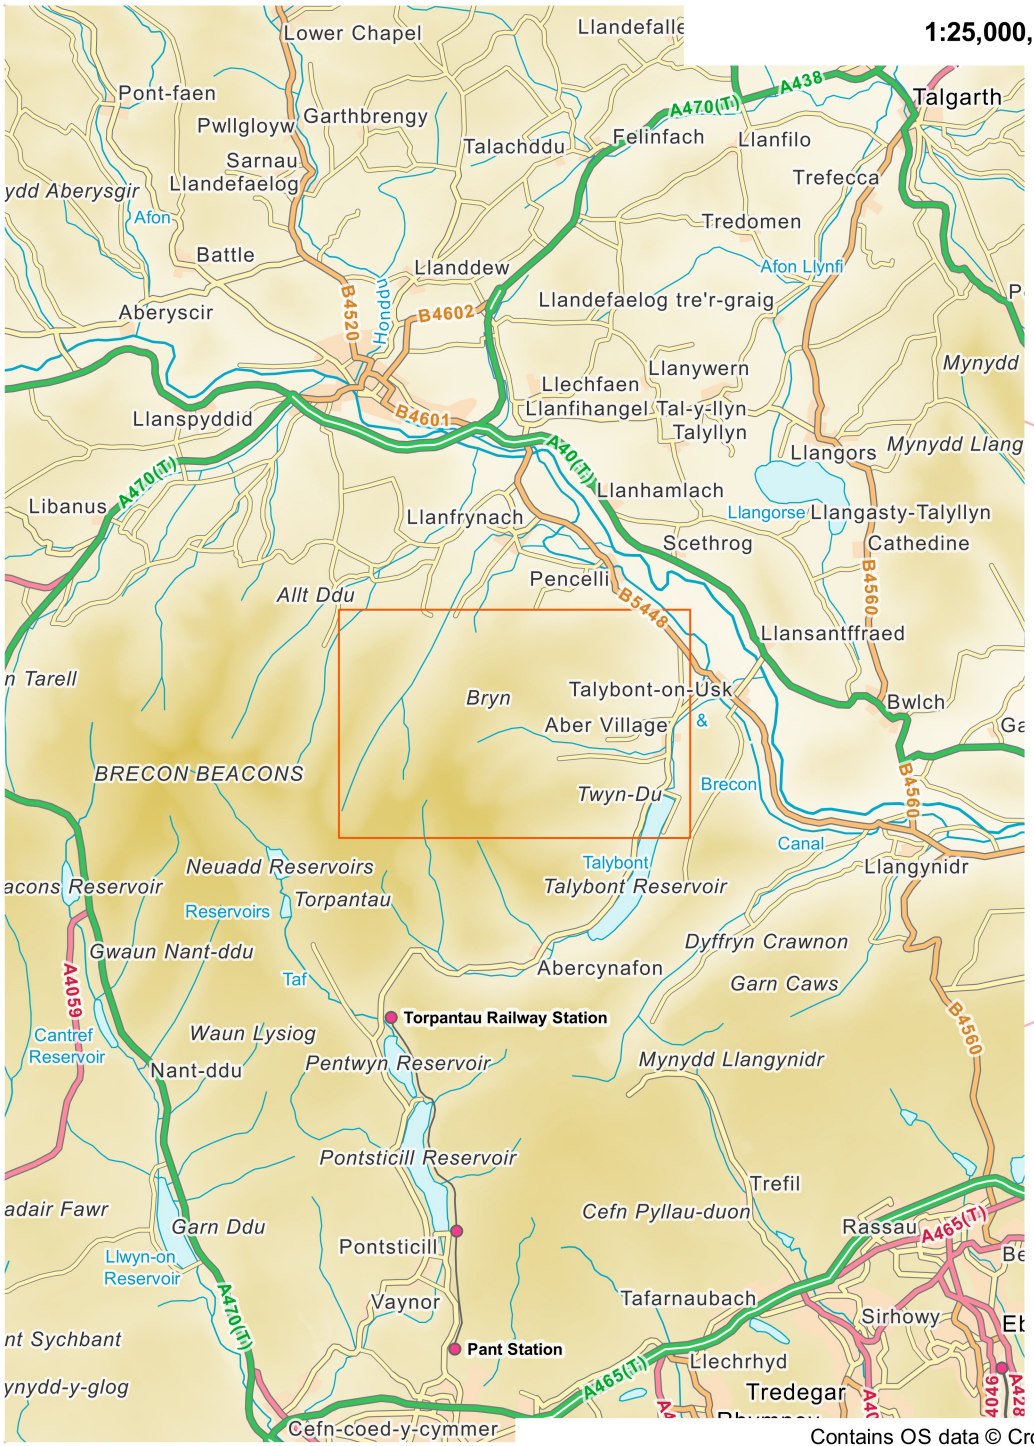 Lower Chapel
Llandefalle
1:25,000,
Pont-faen
A438
A470(T)
Talgarth
Garthbrengy
Pwllgloyw
Felinfach
Llanfilo
Talachddu
Sarnau
Llandefaelog
Trefecca
ydd Aberysgir
Afon
Tredomen
Battle
Llanddew
Afon Llynfi
Aberyscir
B4520
Honddu
B4602
Llandefaelog tre'r-graig
Mynydd
Llanywern
Llechfaen
Llanspyddid
B4601
Llanfihangel Tal-y-llyn
Talyllyn
Llangors
Mynydd Llang
A470(T)
A40(T)
Libanus
Llanhamlach
Llanfrynach
Llangorse
Llangasty-Talyllyn
Scethrog
Cathedine
Pencelli
B4560
Allt Ddu
B5448
Llansantffraed
n Tarell
Bryn
Talybont-on-Usk
Bwlch
&
Aber Village
Ga
BRECON BEACONS
Twyn-Du
Brecon
B4560
Canal
Neuadd Reservoirs
Talybont
Llangynidr
acons Reservoir
Torpantau
Talybont Reservoir
Reservoirs
Gwaun Nant-ddu
Dyffryn Crawnon
Abercynafon
Taf
Garn Caws
A4059
Torpantau Railway Station
Cantref
Reservoir
Waun Lysiog
B4560
Nant-ddu
Pentwyn Reservoir
Mynydd Llangynidr
Pontsticill Reservoir
Trefil
adair Fawr
Cefn Pyllau-duon
Garn Ddu
Rassau
A465(T)
Llwyn-on
Reservoir
Pontsticill
Be
Vaynor
Tafarnaubach
Sirhowy
A470(T)
nt Sychbant
Eb
Pant Station
Llechrhyd
ynydd-y-glog
A465(T)
Tredegar
4046
Rhymney
Cefn-coed-y-cymmer
Contains OS data © Cro